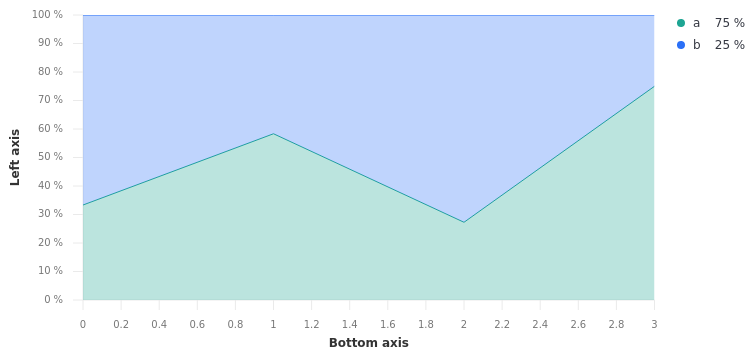 100 %
90 %
80 %
70 %
60 %
50 %
40 %
30 %
20 %
10 %
0 %
Left axis
0 0.2 0.4 0.6 0.8 1 1.2 1.4 1.6 1.8 2 2.2 2.4 2.6 2.8 3
Bottom axis
a 75 %
b 25 %